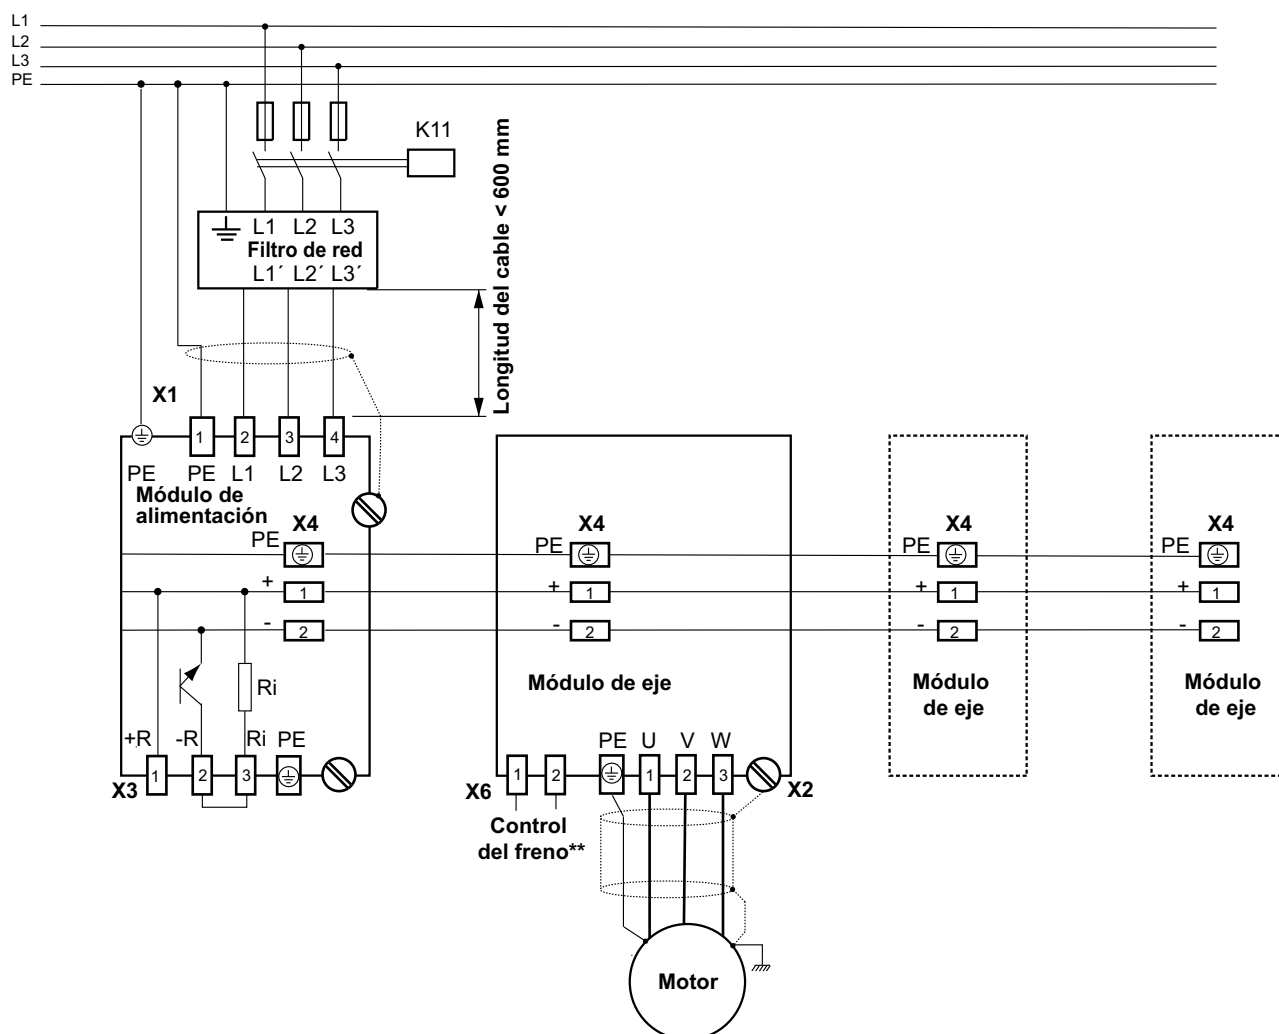 L1
L2
L3
PE
K11
Longitud del cable < 600 mm
L1 L2 L3
Filtro de red
L1´ L2´ L3´
X1
1 2 3 4
PE PE L1 L2 L3
Módulo de
alimentación
X4
PE
+ 1
- 2
Ri
+R -R Ri PE
X3 1 2 3
X4
PE
+ 1
- 2
Módulo de eje
PE U V W
X6 1 2 1 2 3 X2
Control
del freno**
Motor
X4
PE
+ 1
- 2
Módulo
de eje
X4
PE
+ 1
- 2
Módulo
de eje